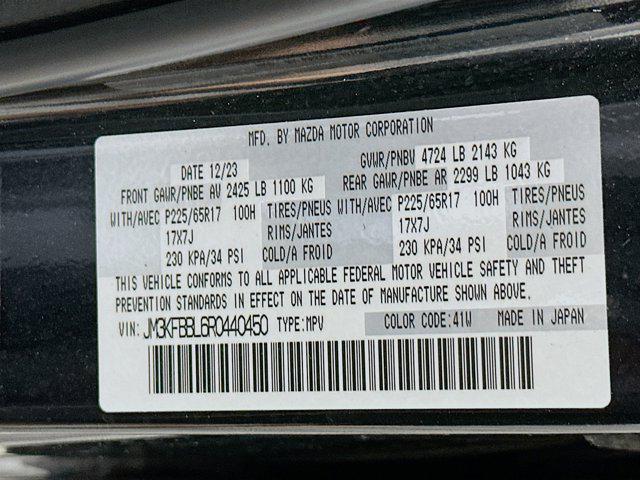 MFD. BY MAZDA MOTOR CORPORATION
DATE 12/23 GVWR/PNBV 4724 LB 2143 KG
FRONT GAWR/PNBE AV 2425 LB 1100 KG REAR GAWR/PNBE AR 2299 LB 1043 KG
WITH/AVEC P225/65R17 100H TIRES/PNEUS WITH/AVEC P225/65R17 100H TIRES/PNEUS
17X7J RIMS/JANTES 17X7J RIMS/JANTES
230 KPA/34 PSI COLD/A FROID 230 KPA/34 PSI COLD/A FROID
THIS VEHICLE CONFORMS TO ALL APPLICABLE FEDERAL MOTOR VEHICLE SAFETY AND THEFT
PREVENTION STANDARDS IN EFFECT ON THE DATE OF MANUFACTURE SHOWN ABOVE.
VIN: JM3KFBBL6R0440450 TYPE:MPV COLOR CODE:41W MADE IN JAPAN